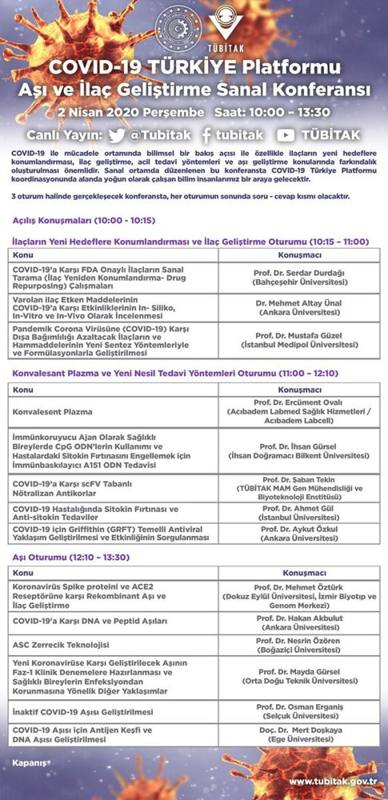 TÜBİTAK
COVID-19 TÜRKİYE Platformu
Aşı ve İlaç Geliştirme Sanal Konferansı
2 Nisan 2020 Perşembe Saat: 10:00 – 13:30
Canlı Yayın: @Tubitak tubitak TÜBİTAK
COVID-19 ile mücadele ortamında bilimsel bir bakış açısı ile özellikle ilaçların yeni hedeflere
konumlandırması, ilaç geliştirme, acil tedavi yöntemleri ve aşı geliştirme konularında farkındalık
oluşturulması önemlidir. Sanal ortamda düzenlenen bu konferansta COVID-19 Türkiye Platformu
koordinasyonunda alanda yoğun olarak çalışan bilim insanlarımız bir araya gelecektir.
3 oturum halinde gerçekleşecek konferansta, her oturumun sonunda soru - cevap kısmı olacaktır.
Açılış Konuşmaları (10:00 - 10:15)
İlaçların Yeni Hedeflere Konumlandırması ve İlaç Geliştirme Oturumu (10:15 – 11:00)
Konu Konuşmacı
COVID-19'a Karşı FDA Onaylı İlaçların Sanal
Tarama (İlaç Yeniden Konumlandırma- Drug
Repurposing) Çalışmaları
Prof. Dr. Serdar Durdağı
(Bahçeşehir Üniversitesi)
Varolan ilaç Etken Maddelerinin
COVID-19'a Karşı Etkinliklerinin In- Siliko,
In-Vitro ve In-Vivo Olarak İncelenmesi
Dr. Mehmet Altay Ünal
(Ankara Üniversitesi)
Pandemik Corona Virüsüne (COVID-19) Karşı
Dışa Bağımlılığı Azaltacak İlaçların ve
Hammaddelerinin Yeni Sentez Yöntemleriyle
ve Formülasyonlarla Geliştirilmesi
Prof. Dr. Mustafa Güzel
(İstanbul Medipol Üniversitesi)
Konvalesant Plazma ve Yeni Nesil Tedavi Yöntemleri Oturumu (11:00 – 12:10)
Konu Konuşmacı
Konvalesent Plazma
Prof. Dr. Ercüment Ovalı
(Acıbadem Labmed Sağlık Hizmetleri /
Acıbadem Labcell)
İmmünkoruyucu Ajan Olarak Sağlıklı
Bireylerde CpG ODN'lerin Kullanımı ve
Hastalardaki Sitokin Fırtınasını Engellemek için
İmmünbaskılayıcı A151 ODN Tedavisi
Prof. Dr. İhsan Gürsel
(İhsan Doğramacı Bilkent Üniversitesi)
COVID-19'a Karşı scFV Tabanlı
Nötralizan Antikorlar
Prof. Dr. Şaban Tekin
(TÜBİTAK MAM Gen Mühendisliği ve
Biyoteknoloji Enstitüsü)
COVID-19 Hastalığında Sitokin Fırtınası ve
Anti-sitokin Tedaviler
Prof. Dr. Ahmet Gül
(İstanbul Üniversitesi)
COVID-19 için Griffithin (GRFT) Temelli Antiviral
Yaklaşım Geliştirilmesi ve Etkinliğinin Sorgulanması
Prof. Dr. Aykut Özkul
(Ankara Üniversitesi)
Aşı Oturumu (12:10 – 13:30)
Konu Konuşmacı
Koronavirüs Spike proteini ve ACE2
Reseptörüne karşı Rekombinant Aşı ve
İlaç Geliştirme
Prof. Dr. Mehmet Öztürk
(Dokuz Eylül Üniversitesi, İzmir Biyotıp ve
Genom Merkezi)
COVID-19'a Karşı DNA ve Peptid Aşıları
Prof. Dr. Hakan Akbulut
(Ankara Üniversitesi)
ASC Zerrecik Teknolojisi
Prof. Dr. Nesrin Özören
(Boğaziçi Üniversitesi)
Yeni Koronavirüse Karşı Geliştirilecek Aşının
Faz-1 Klinik Denemelere Hazırlanması ve
Sağlıklı Bireylerin Enfeksiyondan
Korunmasına Yönelik Diğer Yaklaşımlar
Prof. Dr. Mayda Gürsel
(Orta Doğu Teknik Üniversitesi)
İnaktif COVID-19 Aşısı Geliştirilmesi
Prof. Dr. Osman Erganiş
(Selçuk Üniversitesi)
COVID-19 Aşısı için Antijen Keşfi ve
DNA Aşısı Geliştirilmesi
Doç. Dr. Mert Doşkaya
(Ege Üniversitesi)
Kapanış*
www.tubitak.gov.tr